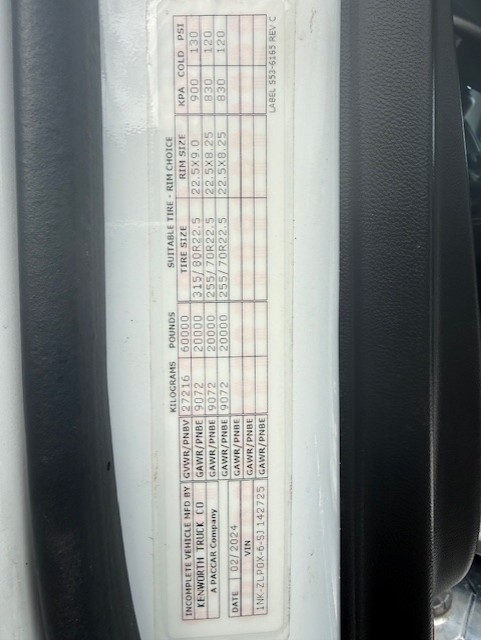 KILOGRAMS POUNDS SUITABLE TIRE - RIM CHOICE
INCOMPLETE VEHICLE MFD BY GVWR/PNBV 27216 60000 TIRE SIZE RIM SIZE KPA COLD PSI
KENWORTH TRUCK CO GAWR/PNBE 9072 20000 315/80R22.5 22.5X9.0 900 130
A PACCAR Company GAWR/PNBE 9072 20000 255/70R22.5 22.5X8.25 830 120
GAWR/PNBE 9072 20000 255/70R22.5 22.5X8.25 830 120
DATE 02/2024 GAWR/PNBE
VIN GAWR/PNBE
1NK-ZLP0X-6-SJ142725 GAWR/PNBE
LABEL S53-6165 REV C